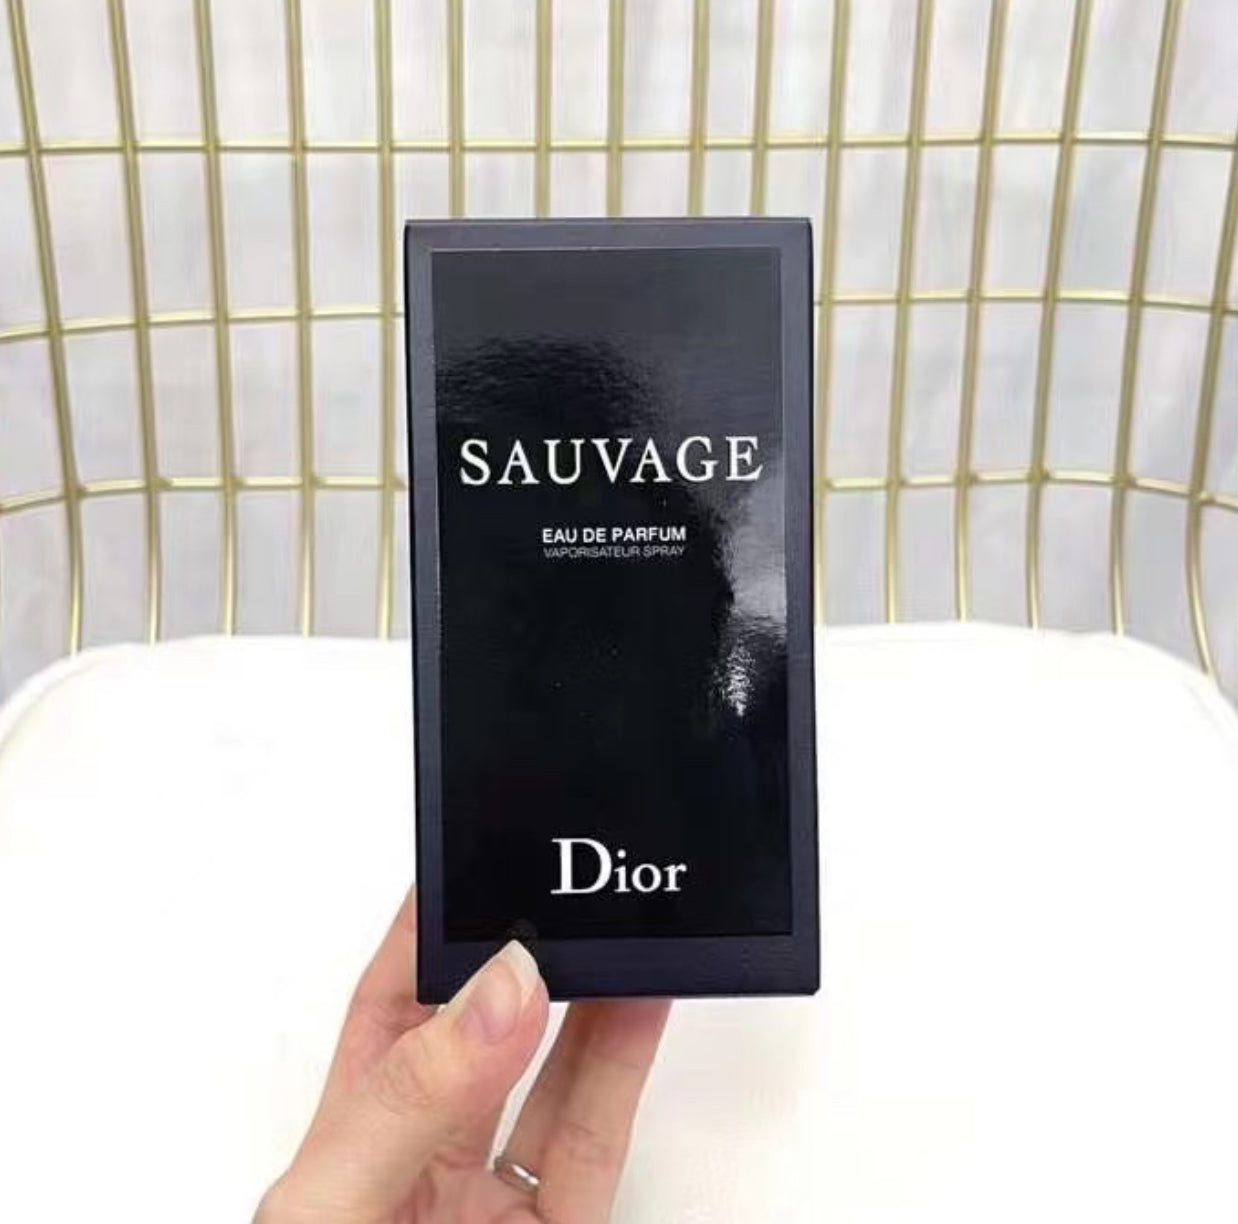 SAUVAGE
EAU DE PARFUM
VAPORISATEUR SPRAY
Dior